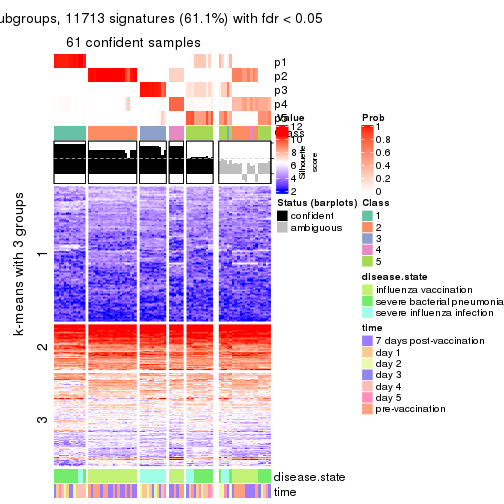 ubgroups, 11713 signatures (61.1%) with fdr < 0.05
61 confident samples
p1
p2
p3
p4
p5
Class
Silhouette
score
k-means with 3 groups
1
2
3
disease.state
time
Value
12
10
8
6
4
2
Status (barplots)
confident
ambiguous
Prob
1
0.8
0.6
0.4
0.2
0
Class
1
2
3
4
5
disease.state
influenza vaccination
severe bacterial pneumonia
severe influenza infection
time
7 days post-vaccination
day 1
day 2
day 3
day 4
day 5
pre-vaccination